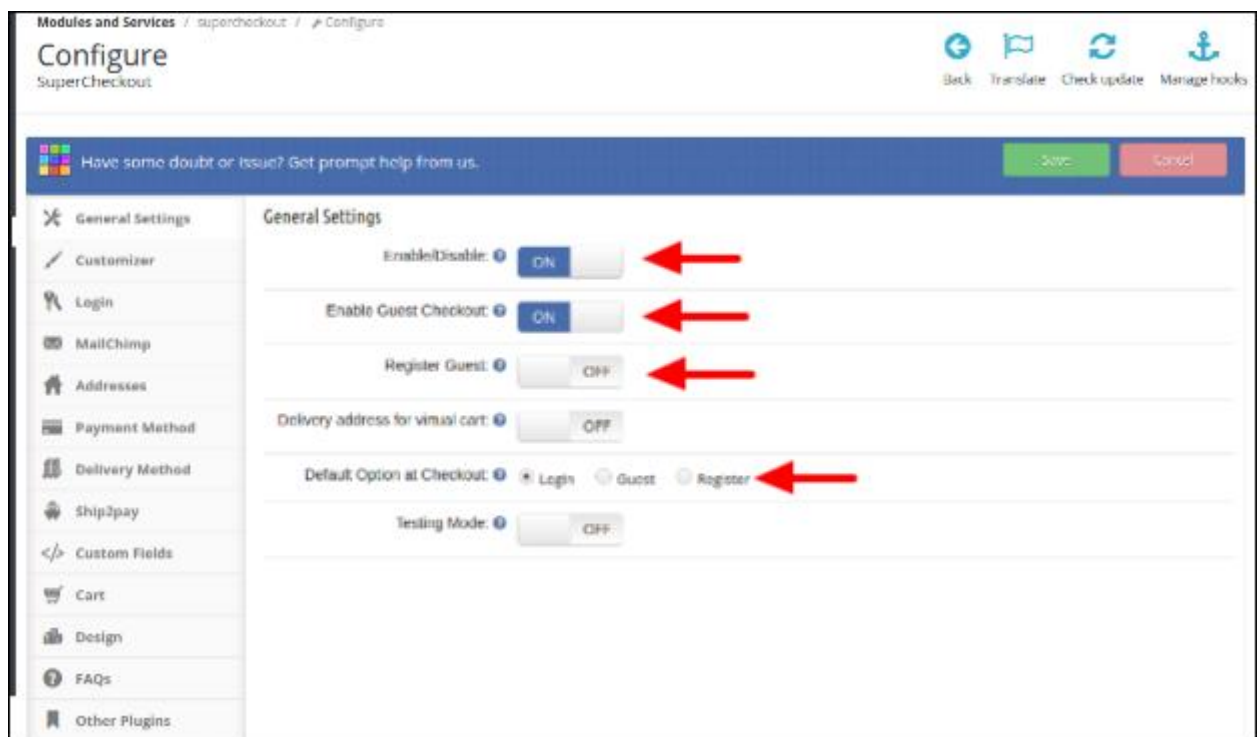 Modules and Services / supercheckout / Configure
Configure
SuperCheckout
Back Translate Check update Manage hooks
Have some doubt or issue? Get prompt help from us.
Save Cancel
General Settings
Customizer
Login
MailChimp
Addresses
Payment Method
Delivery Method
Ship2pay
Custom Fields
Cart
Design
FAQs
Other Plugins
General Settings
Enable/Disable: ON
Enable Guest Checkout: ON
Register Guest: OFF
Delivery address for virtual cart: OFF
Default Option at Checkout: Login Guest Register
Testing Mode: OFF